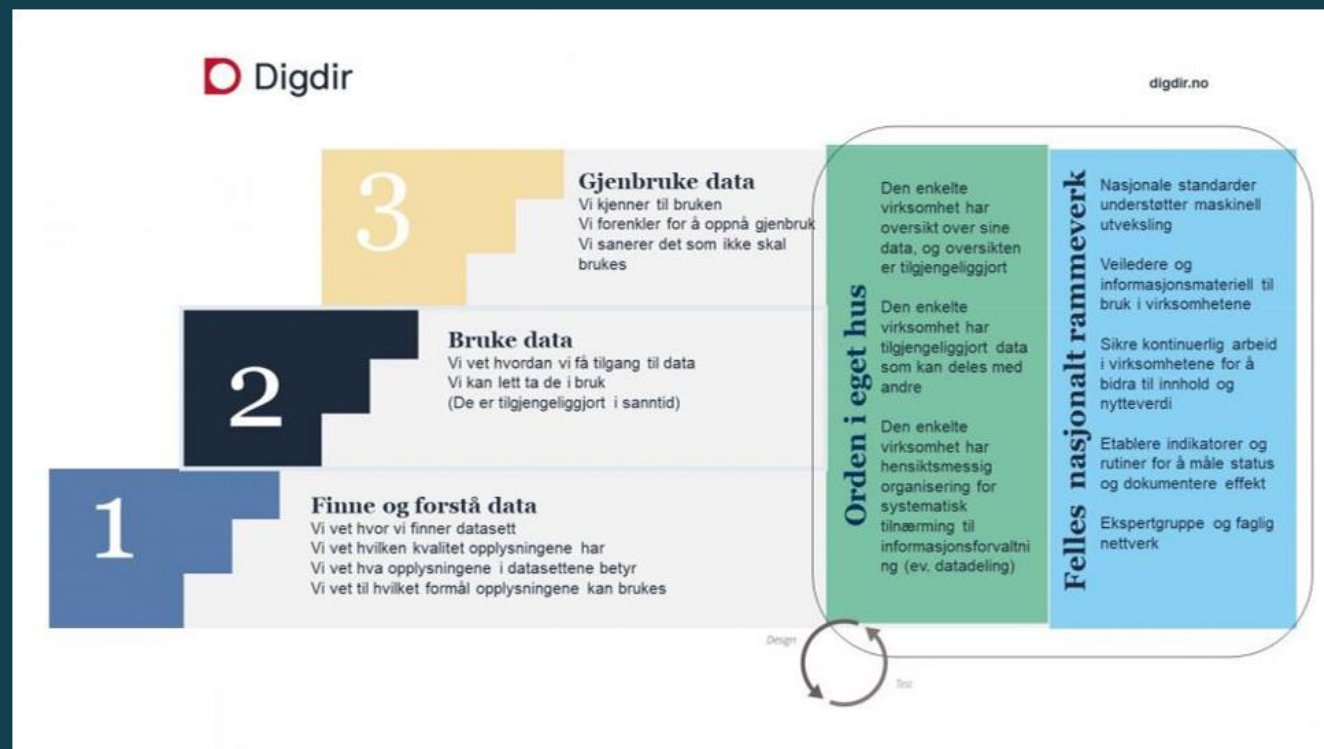 Digdir
digdir.no
3
Gjenbruke data
Vi kjenner til bruken
Vi forenkler for å oppnå gjenbruk
Vi sanerer det som ikke skal
brukes
2
Bruke data
Vi vet hvordan vi få tilgang til data
Vi kan lett ta de i bruk
(De er tilgjengeliggjort i sanntid)
1
Finne og forstå data
Vi vet hvor vi finner datasett
Vi vet hvilken kvalitet opplysningene har
Vi vet hva opplysningene i datasettene betyr
Vi vet til hvilket formål opplysningene kan brukes
Orden i eget hus
Den enkelte
virksomhet har
oversikt over sine
data, og oversikten
er tilgjengeliggjort
Den enkelte
virksomhet har
tilgjengeliggjort data
som kan deles med
andre
Den enkelte
virksomhet har
hensiktsmessig
organisering for
systematisk
tilnærming til
informasjonsforvaltni
ng (ev. datadeling)
Felles nasjonalt rammeverk
Nasjonale standarder
understøtter maskinell
utveksling
Veiledere og
informasjonsmateriell til
bruk i virksomhetene
Sikre kontinuerlig arbeid
i virksomhetene for å
bidra til innhold og
nytteverdi
Etablere indikatorer og
rutiner for å måle status
og dokumentere effekt
Ekspertgruppe og faglig
nettverk
Design
Test